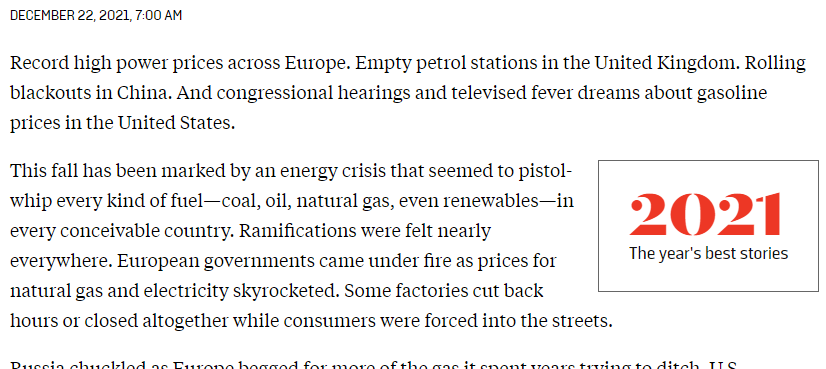 DECEMBER 22, 2021, 7:00 AM
Record high power prices across Europe. Empty petrol stations in the United Kingdom. Rolling
blackouts in China. And congressional hearings and televised fever dreams about gasoline
prices in the United States.
This fall has been marked by an energy crisis that seemed to pistol-
whip every kind of fuel—coal, oil, natural gas, even renewables—in
every conceivable country. Ramifications were felt nearly
everywhere. European governments came under fire as prices for
natural gas and electricity skyrocketed. Some factories cut back
hours or closed altogether while consumers were forced into the streets.
2021
The year's best stories
Russia chuckled as Europe begged for more of the gas it spent years trying to ditch. U.S.